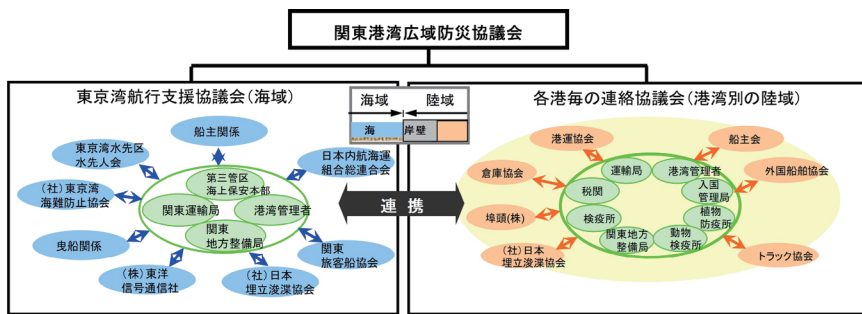 関東港湾広域防災協議会
東京湾航行支援協議会(海域)
海域
陸域
海
岸壁
各港毎の連絡協議会(港湾別の陸域)
船主関係
東京湾水先区
水先人会
(社)東京湾
海難防止協会
曳船関係
(株)東洋
信号通信社
(社)日本
埋立浚渫協会
関東
旅客船協会
日本内航海運
組合総連合会
第三管区
海上保安本部
関東運輸局
港湾管理者
関東
地方整備局
連携
港運協会
船主会
倉庫協会
外国船舶協会
埠頭(株)
(社)日本
埋立浚渫協会
トラック協会
運輸局
港湾管理者
税関
入国
管理局
検疫所
植物
防疫所
関東地方
整備局
動物
検疫所